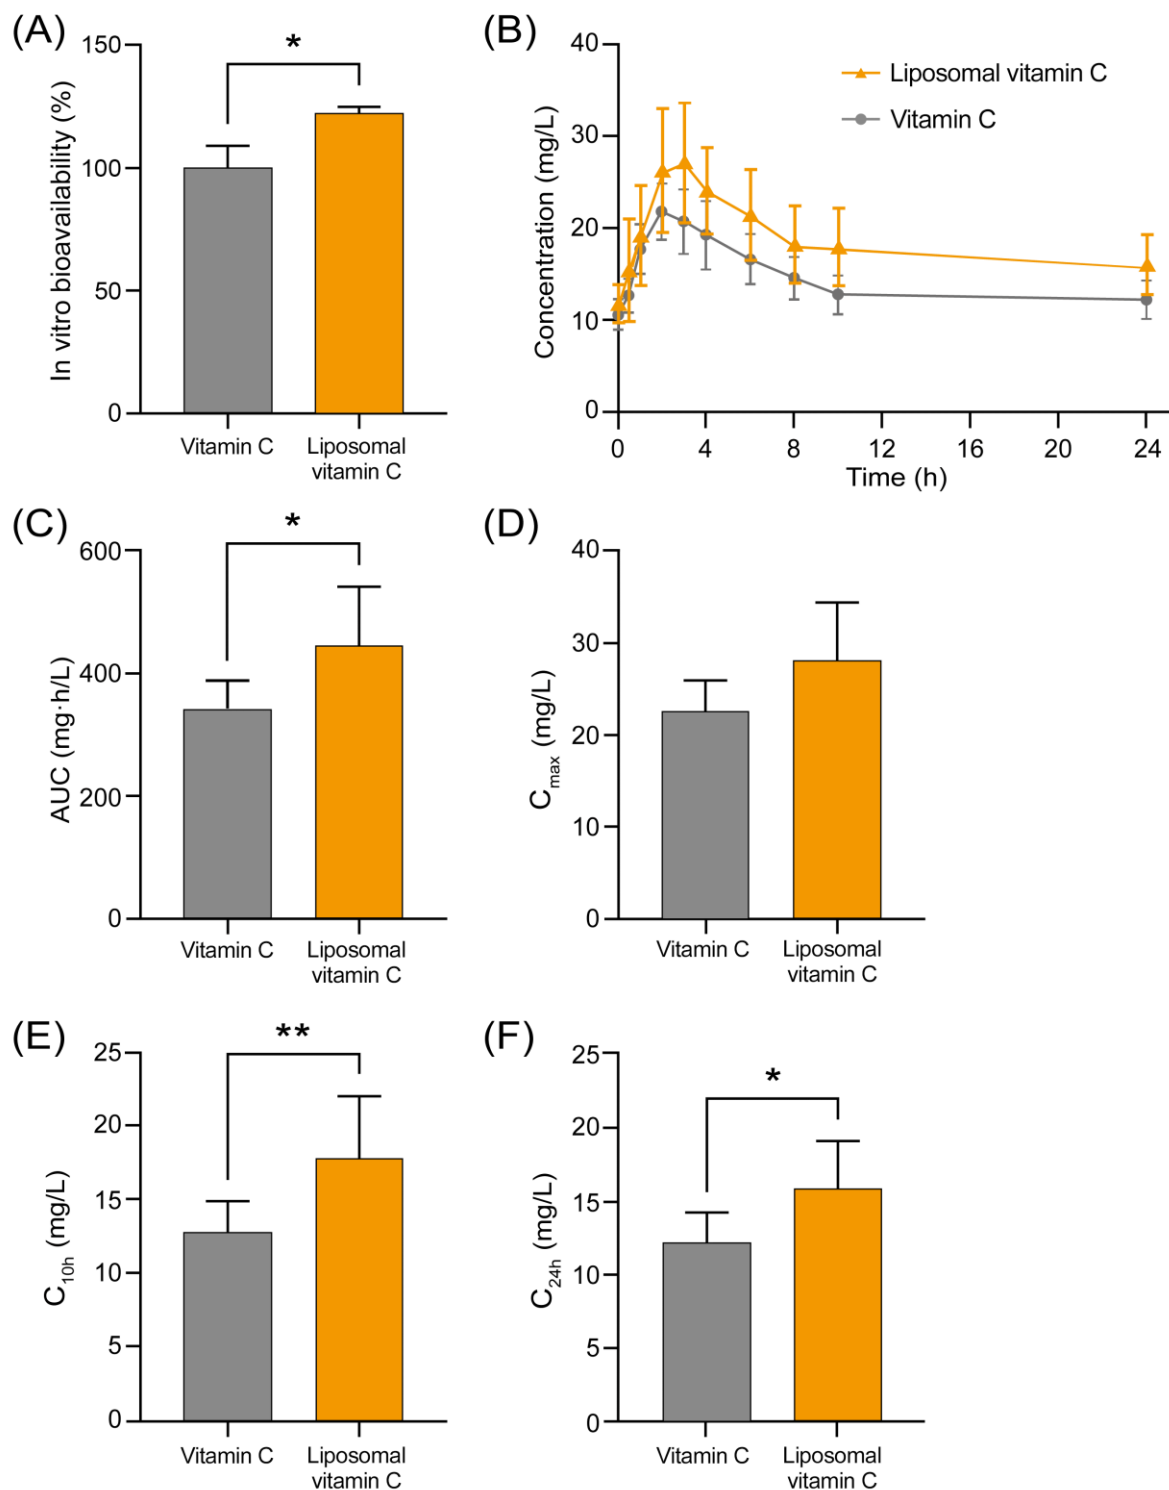 (A)
*
150
100
50
0
In vitro bioavailability (%)
Vitamin C
Liposomal
vitamin C
(B)
40
30
20
10
0
Concentration (mg/L)
Liposomal vitamin C
Vitamin C
0 4 8 12 16 20 24
Time (h)
(C)
*
600
400
200
0
AUC (mg·h/L)
Vitamin C
Liposomal
vitamin C
(D)
40
30
20
10
0
Cmax (mg/L)
Vitamin C
Liposomal
vitamin C
(E)
**
25
20
15
10
5
0
C10h (mg/L)
Vitamin C
Liposomal
vitamin C
(F)
*
25
20
15
10
5
0
C24h (mg/L)
Vitamin C
Liposomal
vitamin C